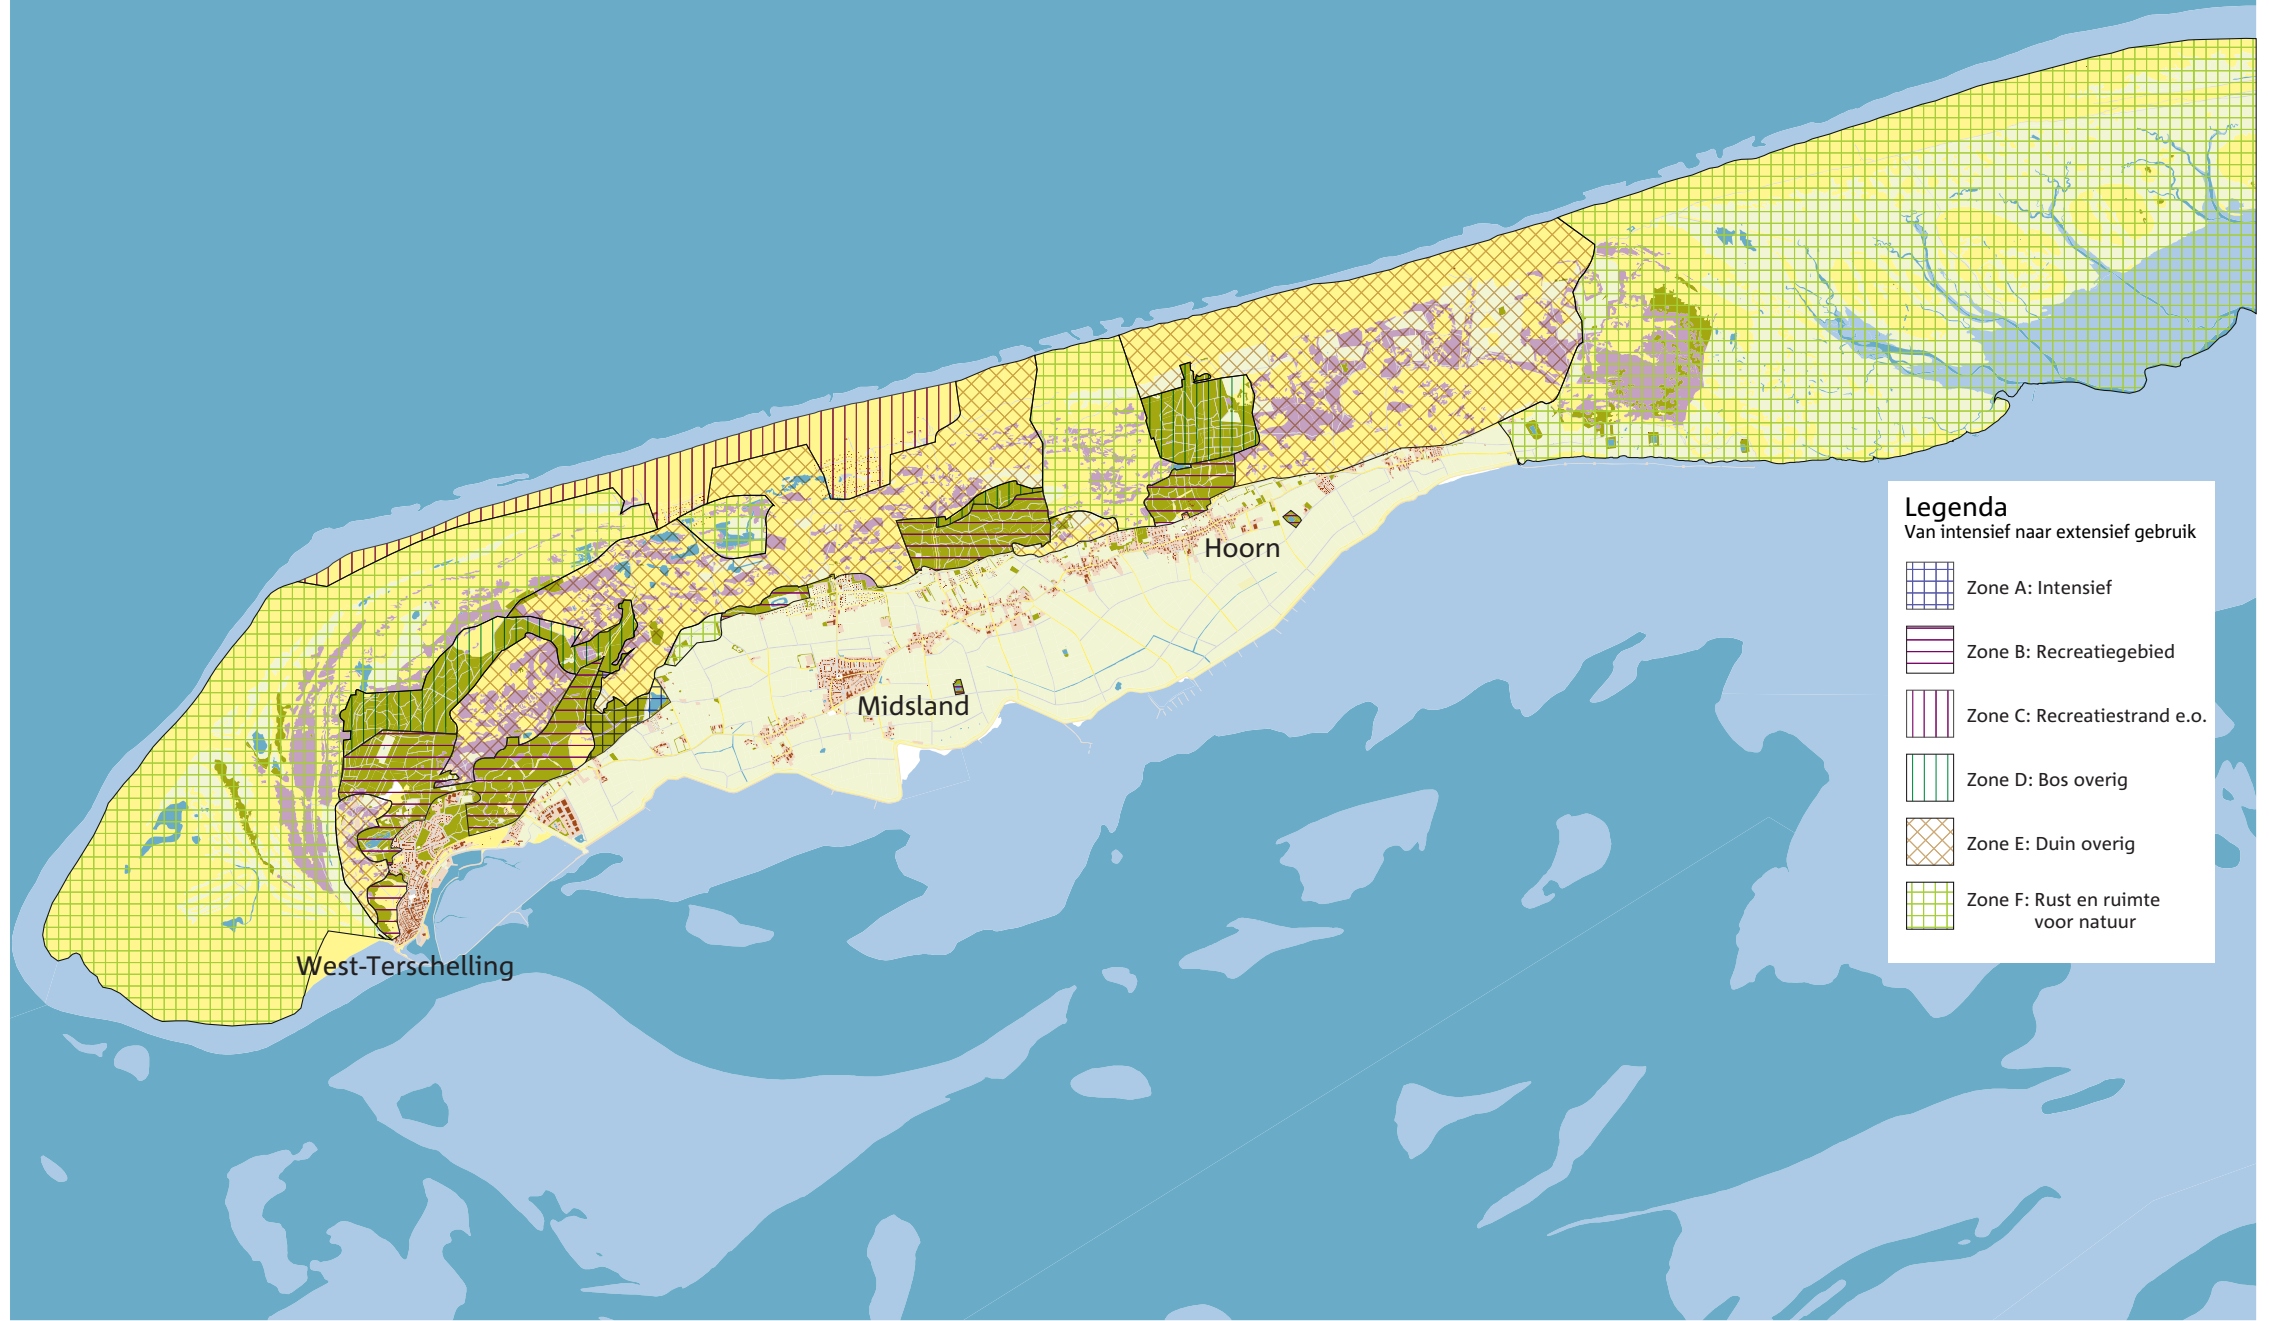 Legenda
Van intensief naar extensief gebruik
Zone A: Intensief
Zone B: Recreatiegebied
Zone C: Recreatiestrand e.o.
Zone D: Bos overig
Zone E: Duin overig
Zone F: Rust en ruimte
voor natuur
Hoorn
Midsland
West-Terschelling